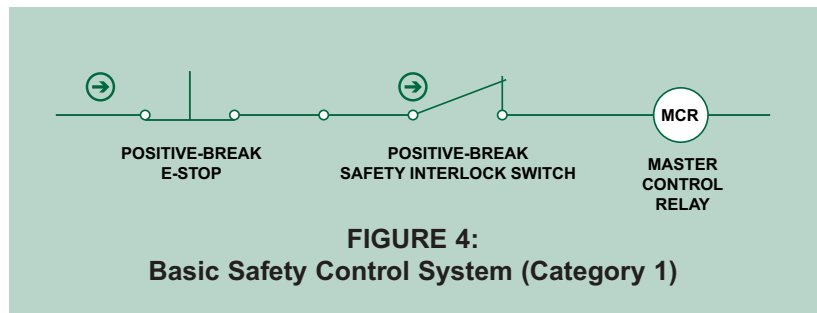 MCR
POSITIVE-BREAK
E-STOP
POSITIVE-BREAK
SAFETY INTERLOCK SWITCH
MASTER
CONTROL
RELAY
FIGURE 4:
Basic Safety Control System (Category 1)